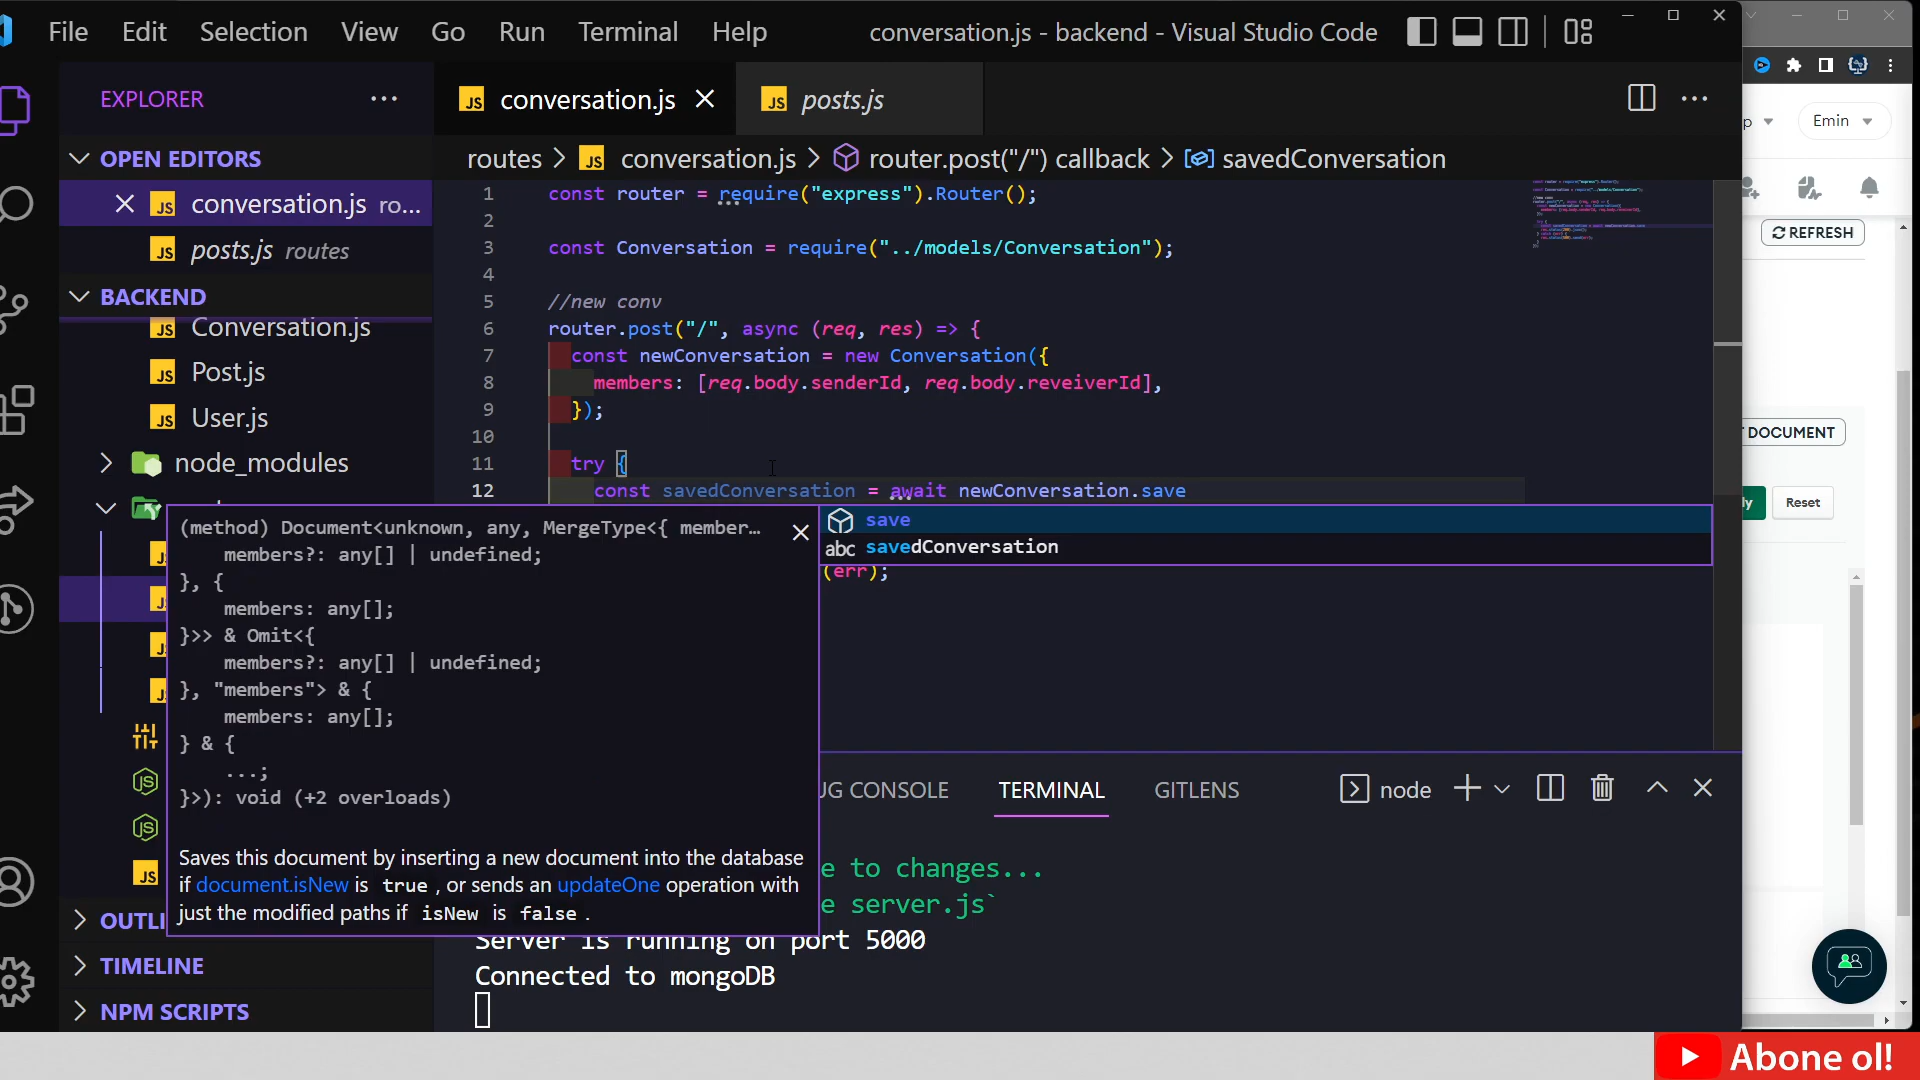 File Edit Selection View Go Run Terminal Help conversation.js - backend - Visual Studio Code
EXPLORER
conversation.js
posts.js
OPEN EDITORS
conversation.js ro...
posts.js routes
BACKEND
Conversation.js
Post.js
User.js
node_modules
OUTLI
TIMELINE
NPM SCRIPTS
routes > conversation.js > router.post("/") callback > savedConversation
1 const router = require("express").Router();
2
3 const Conversation = require("../models/Conversation");
4
5 //new conv
6 router.post("/", async (req, res) => {
7 const newConversation = new Conversation({
8 members: [req.body.senderId, req.body.reveiverId],
9 });
10
11 try {
12 const savedConversation = await newConversation.save
save
abc savedConversation
(err);
(method) Document<unknown, any, MergeType<{ member...
members?: any[] | undefined;
}, {
members: any[];
}>> & Omit<{
members?: any[] | undefined;
}, "members"> & {
members: any[];
} & {
...;
}>): void (+2 overloads)
Saves this document by inserting a new document into the database
if document.isNew is true , or sends an updateOne operation with
just the modified paths if isNew is false .
UG CONSOLE TERMINAL GITLENS node
e to changes...
e server.js`
Server is running on port 5000
Connected to mongoDB
Emin
REFRESH
DOCUMENT
ly Reset
Abone ol!